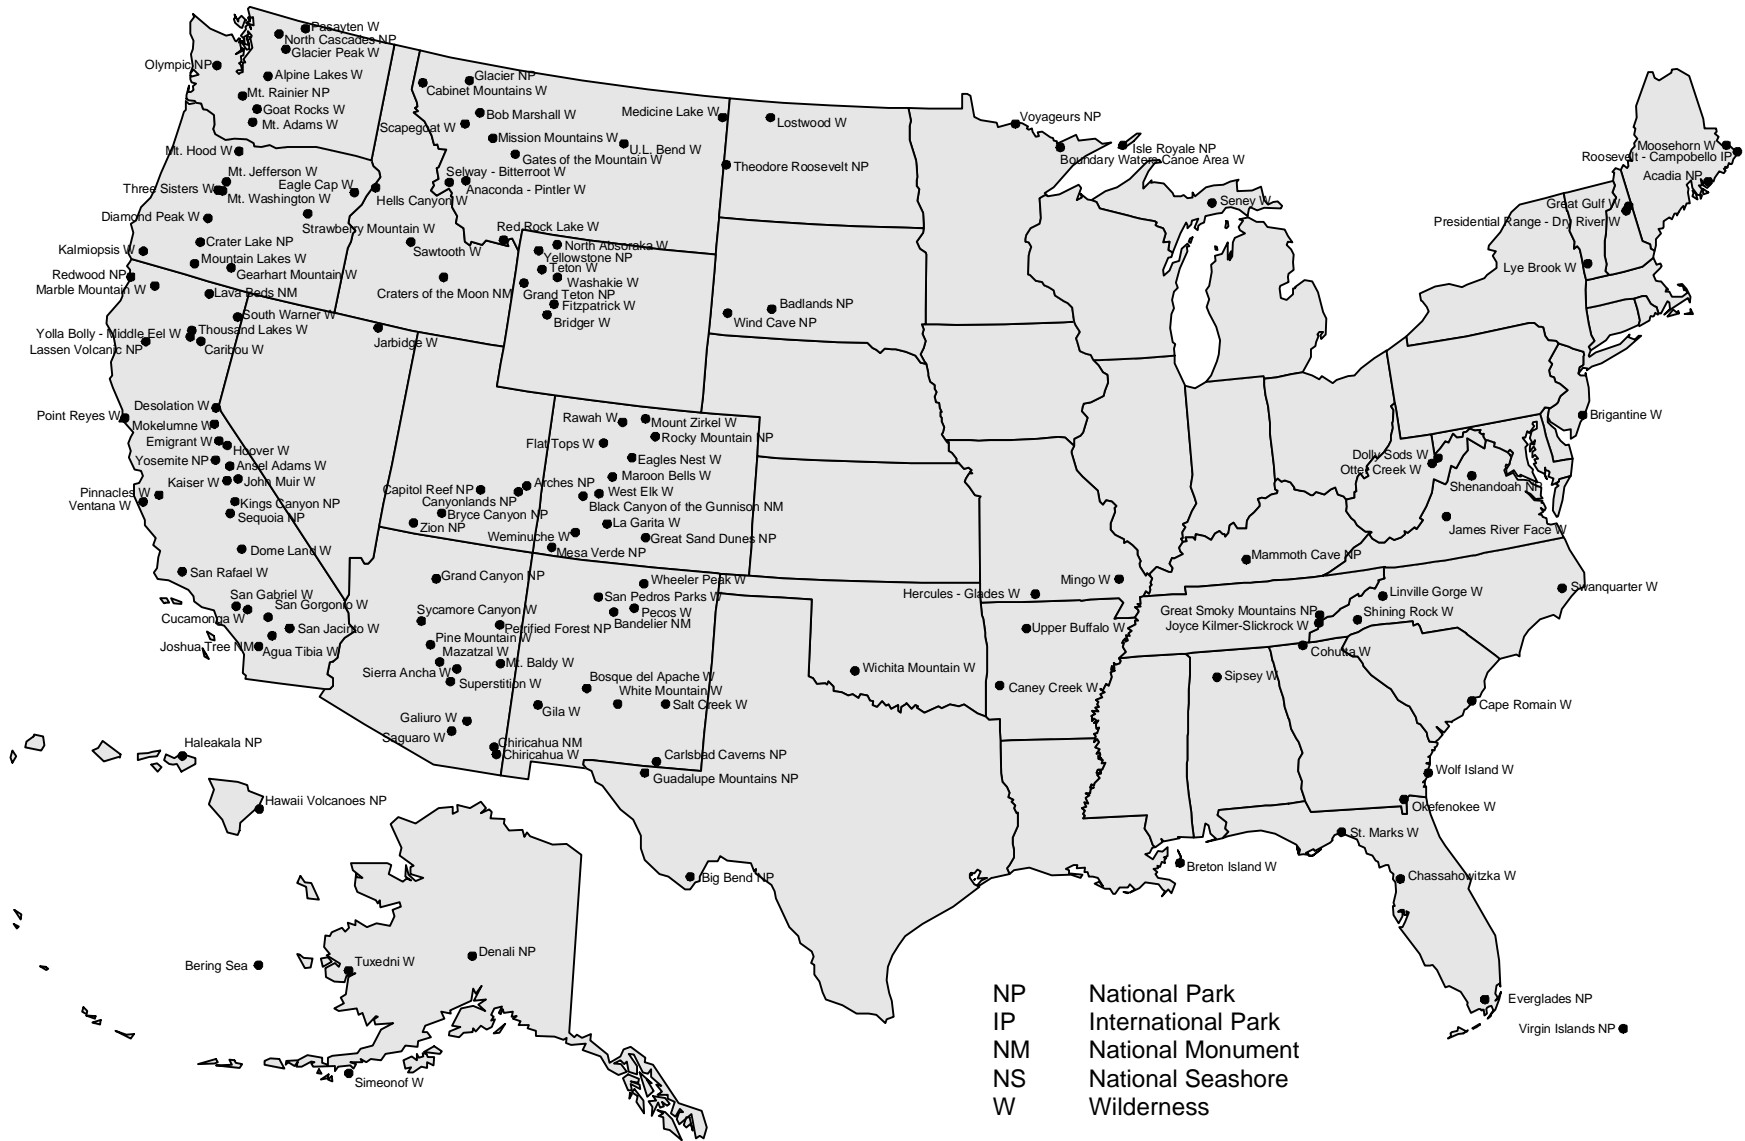 Pasayten W
North Cascades NP
Glacier Peak W
Olympic NP
Alpine Lakes W
Mt. Rainier NP
Goat Rocks W
Mt. Adams W
Mt. Hood W
Mt. Jefferson W
Three Sisters W
Mt. Washington W
Eagle Cap W
Hells Canyon W
Diamond Peak W
Strawberry Mountain W
Crater Lake NP
Kalmiopsis W
Mountain Lakes W
Gearhart Mountain W
Redwood NP
Marble Mountain W
Lava Beds NM
South Warner W
Yolla Bolly - Middle Eel W
Thousand Lakes W
Lassen Volcanic NP
Caribou W
Jarbidge W
Glacier NP
Cabinet Mountains W
Bob Marshall W
Scapegoat W
Mission Mountains W
Gates of the Mountain W
U.L. Bend W
Medicine Lake W
Lostwood W
Theodore Roosevelt NP
Selway - Bitterroot W
Anaconda - Pintler W
Red Rock Lake W
Sawtooth W
Craters of the Moon NM
North Absoraka W
Yellowstone NP
Teton W
Washakie W
Grand Teton NP
Fitzpatrick W
Bridger W
Badlands NP
Wind Cave NP
Voyageurs NP
Boundary Waters Canoe Area W
Isle Royale NP
Seney W
Moosehorn W
Roosevelt - Campobello IP
Acadia NP
Great Gulf W
Presidential Range - Dry River W
Lye Brook W
Brigantine W
Desolation W
Point Reyes W
Mokelumne W
Emigrant W
Hoover W
Yosemite NP
Ansel Adams W
Kaiser W
John Muir W
Pinnacles W
Ventana W
Kings Canyon NP
Sequoia NP
Dome Land W
San Rafael W
San Gabriel W
San Gorgonio W
Cucamonga W
San Jacinto W
Joshua Tree NM
Agua Tibia W
Rawah W
Mount Zirkel W
Rocky Mountain NP
Flat Tops W
Eagles Nest W
Maroon Bells W
West Elk W
Black Canyon of the Gunnison NM
La Garita W
Great Sand Dunes NP
Weminuche W
Mesa Verde NP
Arches NP
Capitol Reef NP
Canyonlands NP
Bryce Canyon NP
Zion NP
Grand Canyon NP
Sycamore Canyon W
Petrified Forest NP
Pine Mountain W
Mazatzal W
Mt. Baldy W
Sierra Ancha W
Superstition W
Galiuro W
Saguaro W
Chiricahua NM
Chiricahua W
Wheeler Peak W
San Pedros Parks W
Pecos W
Bandelier NM
Bosque del Apache W
White Mountain W
Salt Creek W
Gila W
Carlsbad Caverns NP
Guadalupe Mountains NP
Big Bend NP
Wichita Mountain W
Mingo W
Hercules - Glades W
Upper Buffalo W
Caney Creek W
Dolly Sods W
Otter Creek W
Shenandoah NP
James River Face W
Mammoth Cave NP
Linville Gorge W
Swanquarter W
Great Smoky Mountains NP
Shining Rock W
Joyce Kilmer-Slickrock W
Cohutta W
Sipsey W
Cape Romain W
Wolf Island W
Okefenokee W
St. Marks W
Breton Island W
Chassahowitzka W
Everglades NP
Virgin Islands NP
Haleakala NP
Hawaii Volcanoes NP
Denali NP
Tuxedni W
Bering Sea
Simeonof W
NP National Park
IP International Park
NM National Monument
NS National Seashore
W Wilderness